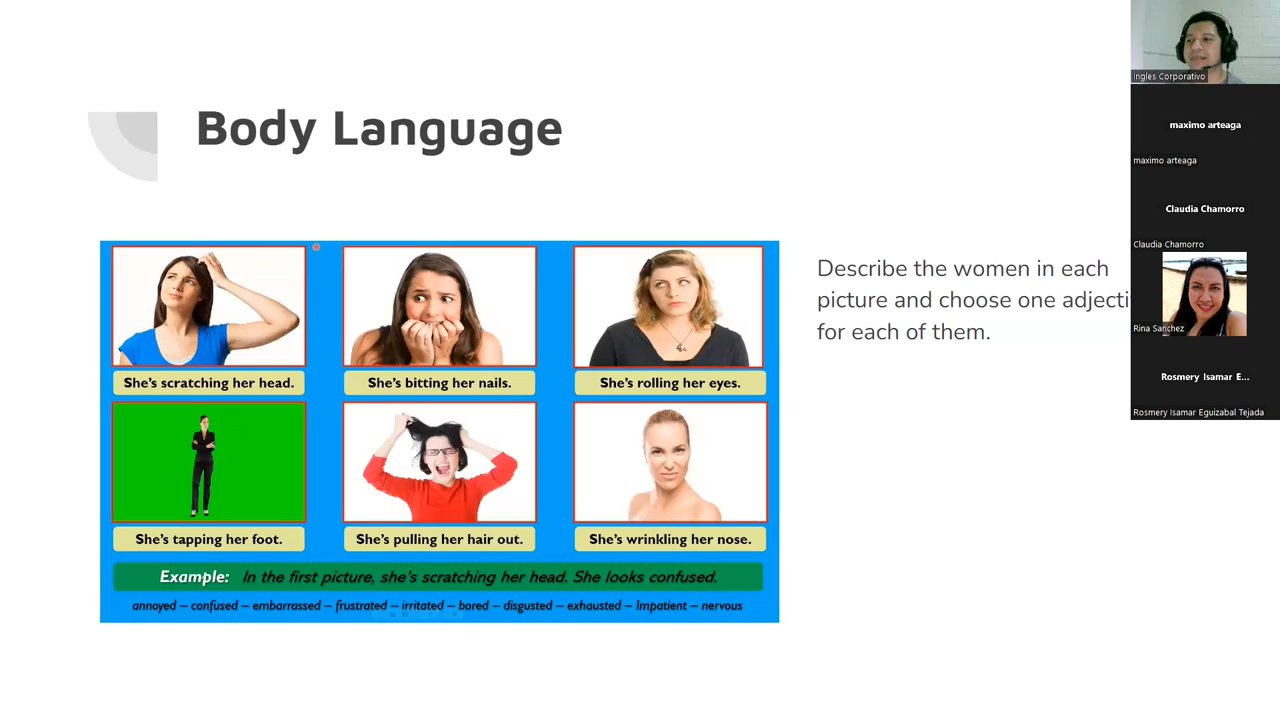 Body Language
She's scratching her head.
She's bitting her nails.
She's rolling her eyes.
She's tapping her foot.
She's pulling her hair out.
She's wrinkling her nose.
Example: In the first picture, she's scratching her head. She looks confused.
annoyed – confused – embarrassed – frustrated – irritated – bored – disgusted – exhausted – Impatient – nervous
Describe the women in each
picture and choose one adjecti
for each of them.
Ingles Corporativo
maximo arteaga
maximo arteaga
Claudia Chamorro
Claudia Chamorro
Rina Sanchez
Rosmery Isamar E...
Rosmery Isamar Eguizabal Tejada